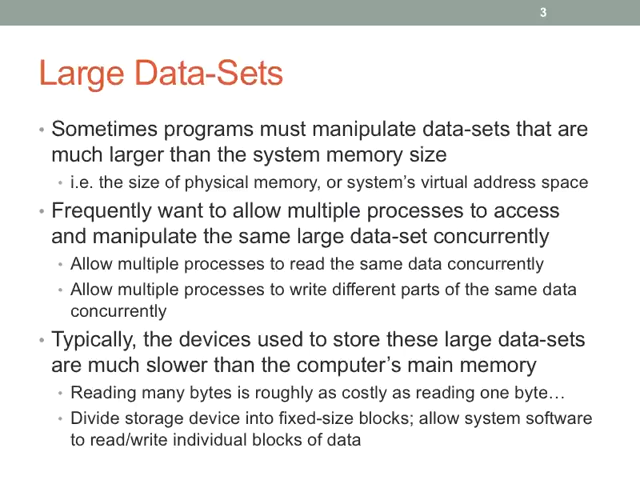 3
Large Data-Sets
• Sometimes programs must manipulate data-sets that are
much larger than the system memory size
• i.e. the size of physical memory, or system's virtual address space
• Frequently want to allow multiple processes to access
and manipulate the same large data-set concurrently
• Allow multiple processes to read the same data concurrently
• Allow multiple processes to write different parts of the same data
concurrently
• Typically, the devices used to store these large data-sets
are much slower than the computer's main memory
• Reading many bytes is roughly as costly as reading one byte…
• Divide storage device into fixed-size blocks; allow system software
to read/write individual blocks of data